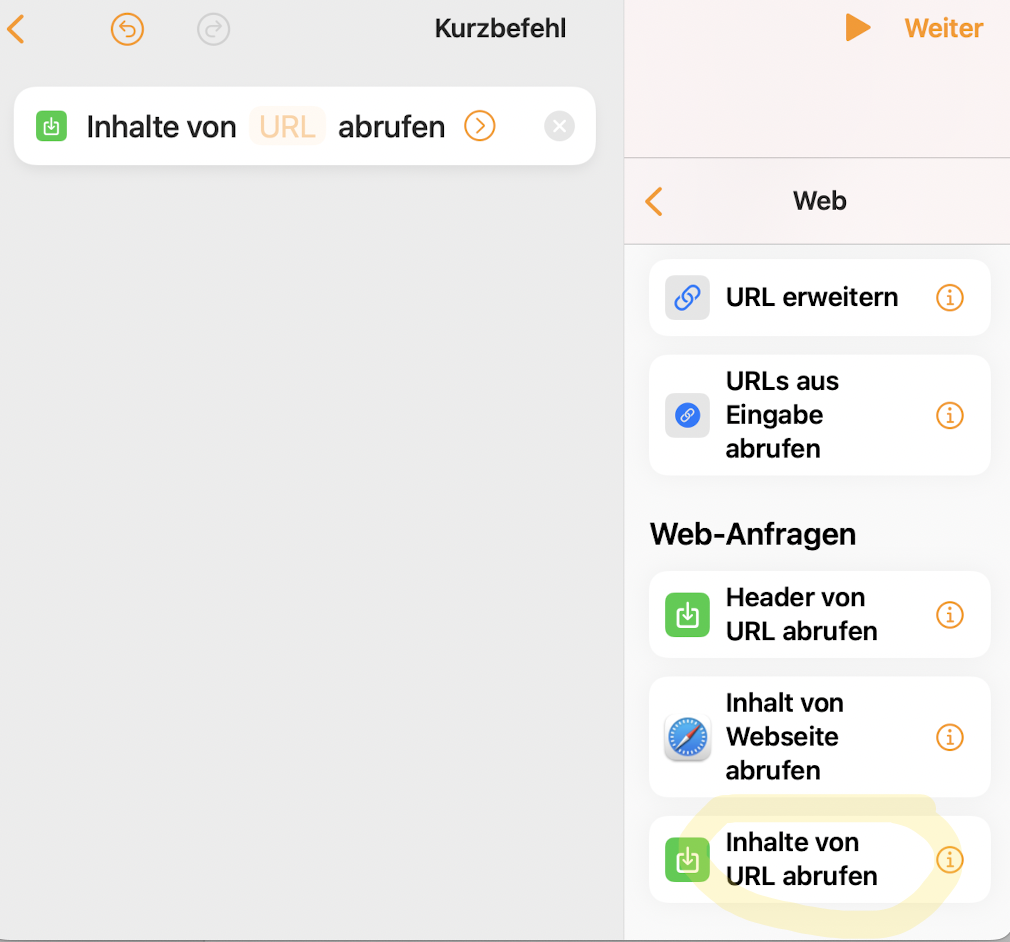 Kurzbefehl
Weiter
Inhalte von URL abrufen
Web
URL erweitern
URLs aus
Eingabe
abrufen
Web-Anfragen
Header von
URL abrufen
Inhalt von
Webseite
abrufen
Inhalte von
URL abrufen